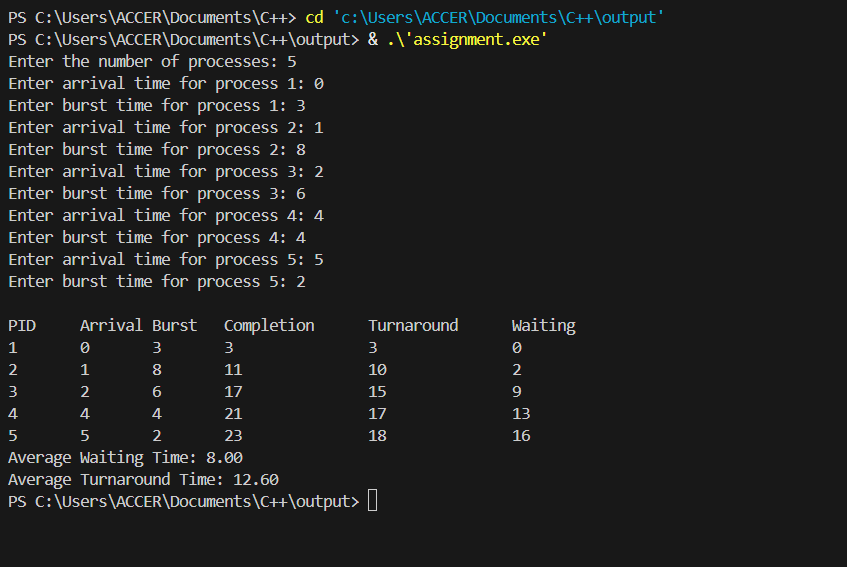 PS C:\Users\ACCER\Documents\C++> cd 'c:\Users\ACCER\Documents\C++\output'
PS C:\Users\ACCER\Documents\C++\output> & .\'assignment.exe'
Enter the number of processes: 5
Enter arrival time for process 1: 0
Enter burst time for process 1: 3
Enter arrival time for process 2: 1
Enter burst time for process 2: 8
Enter arrival time for process 3: 2
Enter burst time for process 3: 6
Enter arrival time for process 4: 4
Enter burst time for process 4: 4
Enter arrival time for process 5: 5
Enter burst time for process 5: 2

PID     Arrival Burst   Completion      Turnaround      Waiting
1       0       3       3               3               0
2       1       8       11              10              2
3       2       6       17              15              9
4       4       4       21              17              13
5       5       2       23              18              16
Average Waiting Time: 8.00
Average Turnaround Time: 12.60
PS C:\Users\ACCER\Documents\C++\output>